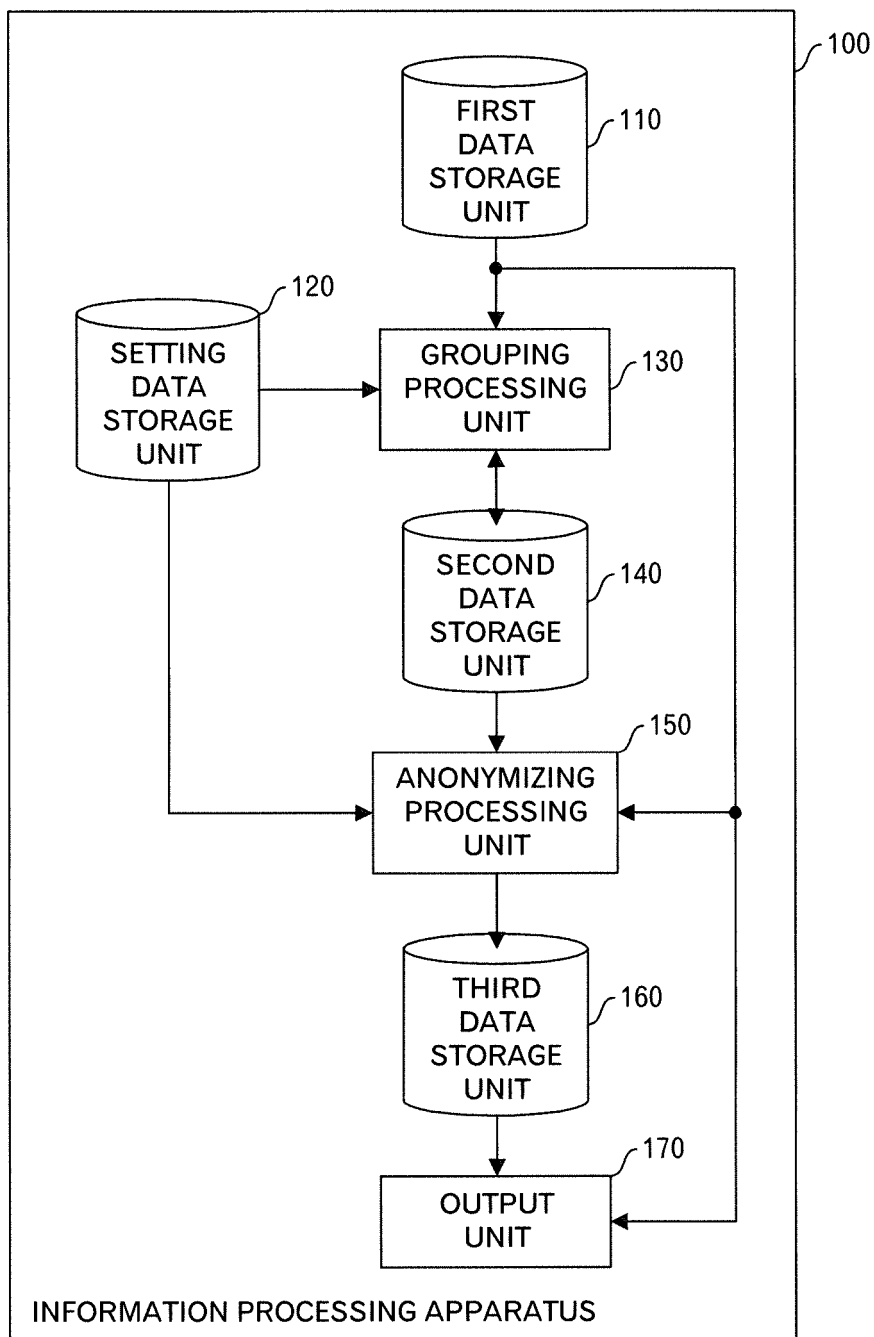 100
FIRST
DATA
STORAGE
UNIT
110
120
SETTING
DATA
STORAGE
UNIT
GROUPING
PROCESSING
UNIT
130
SECOND
DATA
STORAGE
UNIT
140
150
ANONYMIZING
PROCESSING
UNIT
THIRD
DATA
STORAGE
UNIT
160
170
OUTPUT
UNIT
INFORMATION PROCESSING APPARATUS